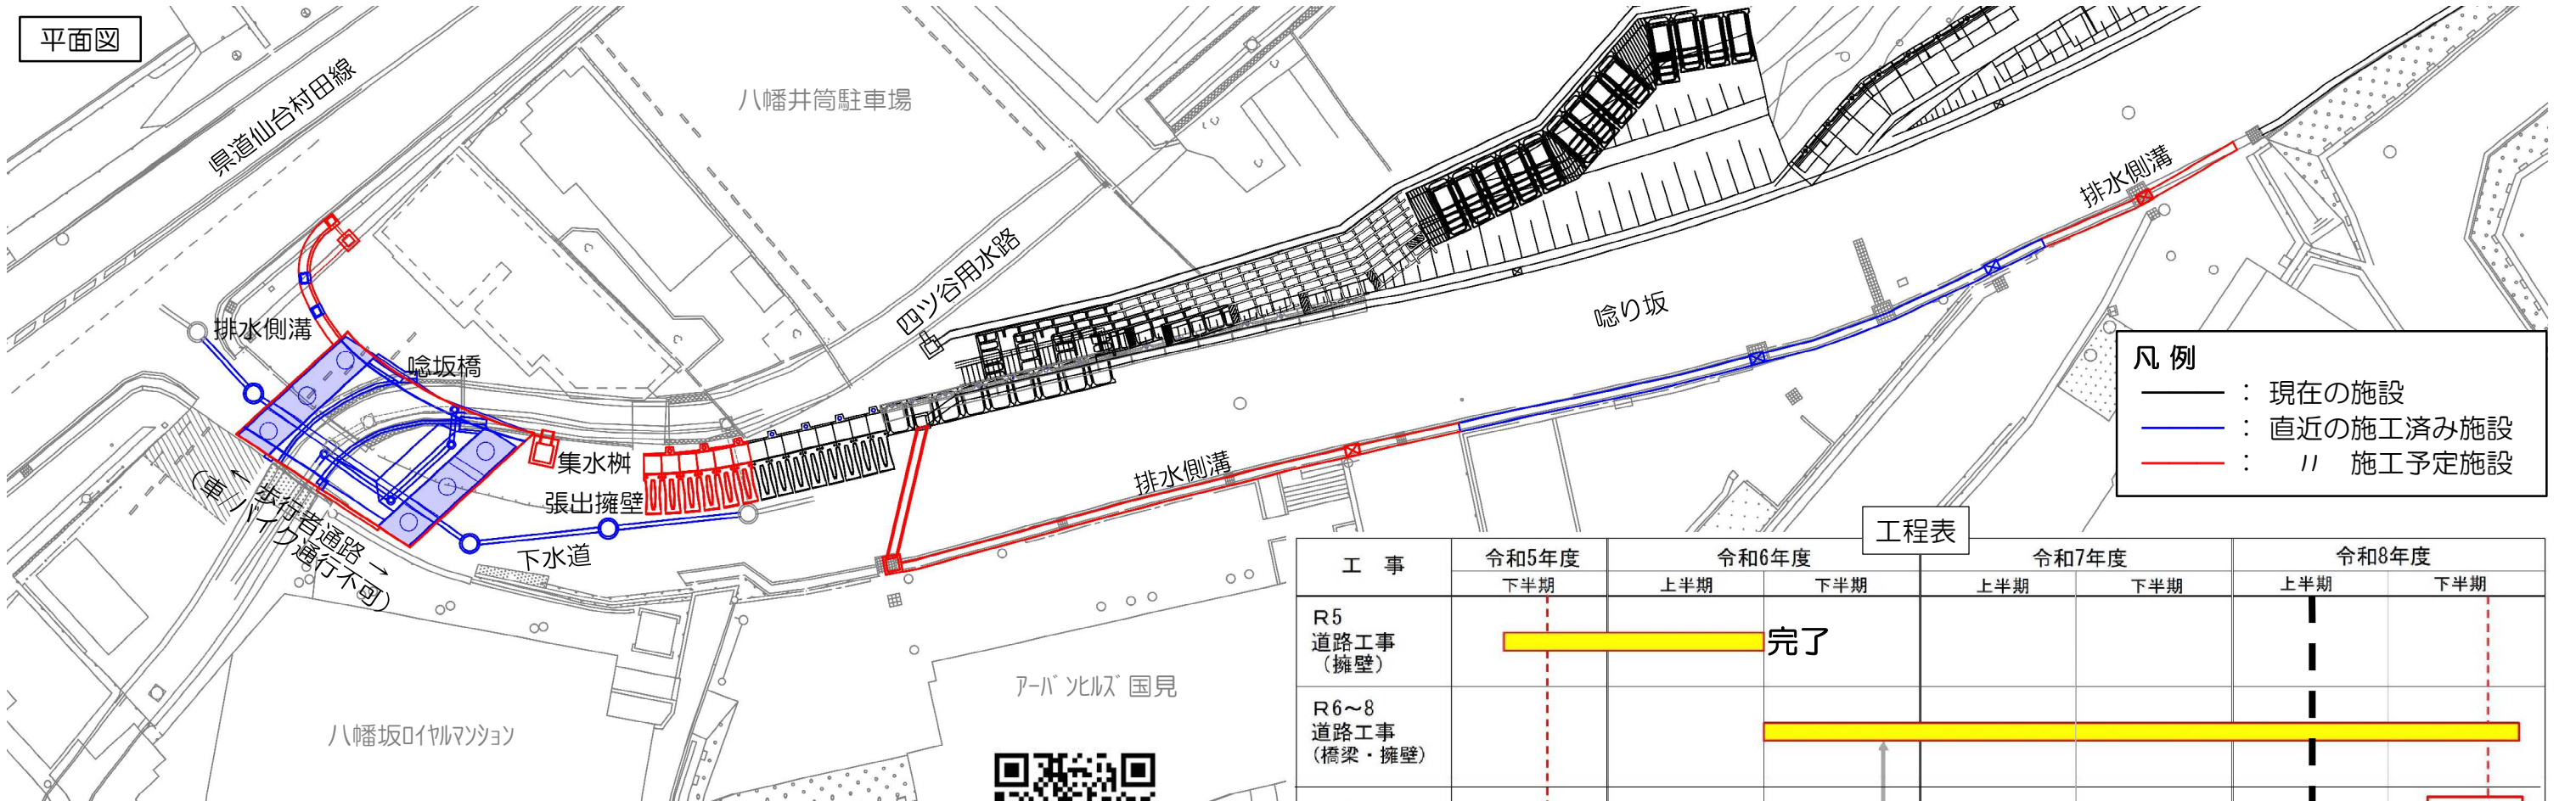 平面図
県道仙台村田線
八幡井筒駐車場
四ツ谷用水路
排水側溝
唸り坂
排水側溝
唸坂橋
集水桝
張出擁壁
排水側溝
下水道
← 歩行者通路 →
（車・バイク通行不可）
八幡坂ロイヤルマンション
アーバンヒルズ国見
凡 例
： 現在の施設
： 直近の施工済み施設
： 〃 施工予定施設
工程表
工 事 令和5年度 令和6年度 令和7年度 令和8年度
下半期 上半期 下半期 上半期 下半期 上半期 下半期
R5
道路工事
（擁壁）
完了
R6～8
道路工事
（橋梁・擁壁）